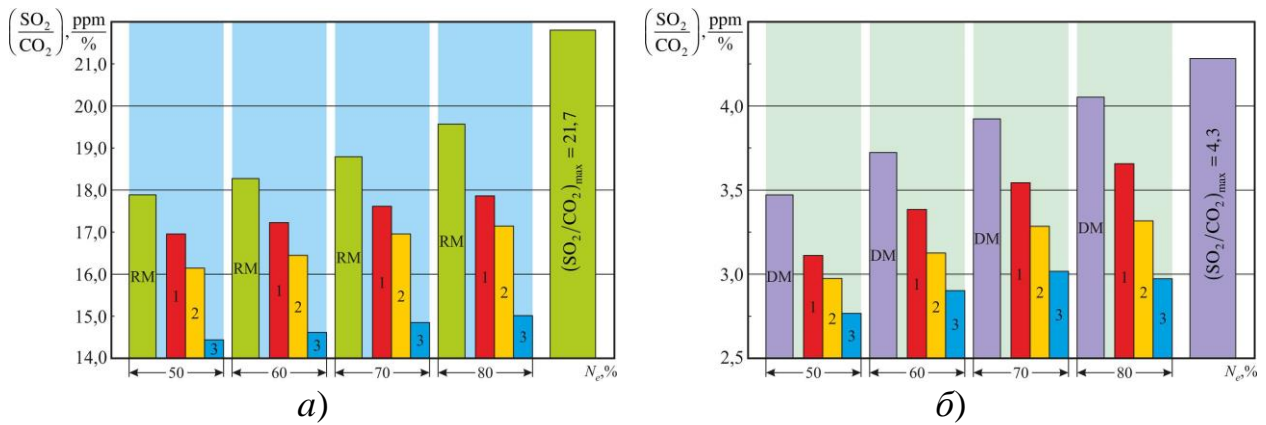 (SO₂/CO₂), ppm/%
21,0
20,0
19,0
18,0
17,0
16,0
15,0
14,0
RM
1
2
3
RM
1
2
3
RM
1
2
3
RM
1
2
3
(SO₂/CO₂)max = 21,7
50
60
70
80
Nₑ,%
а)
(SO₂/CO₂), ppm/%
4,0
3,5
3,0
2,5
DM
1
2
3
DM
1
2
3
DM
1
2
3
DM
1
2
3
(SO₂/CO₂)max = 4,3
50
60
70
80
Nₑ,%
б)